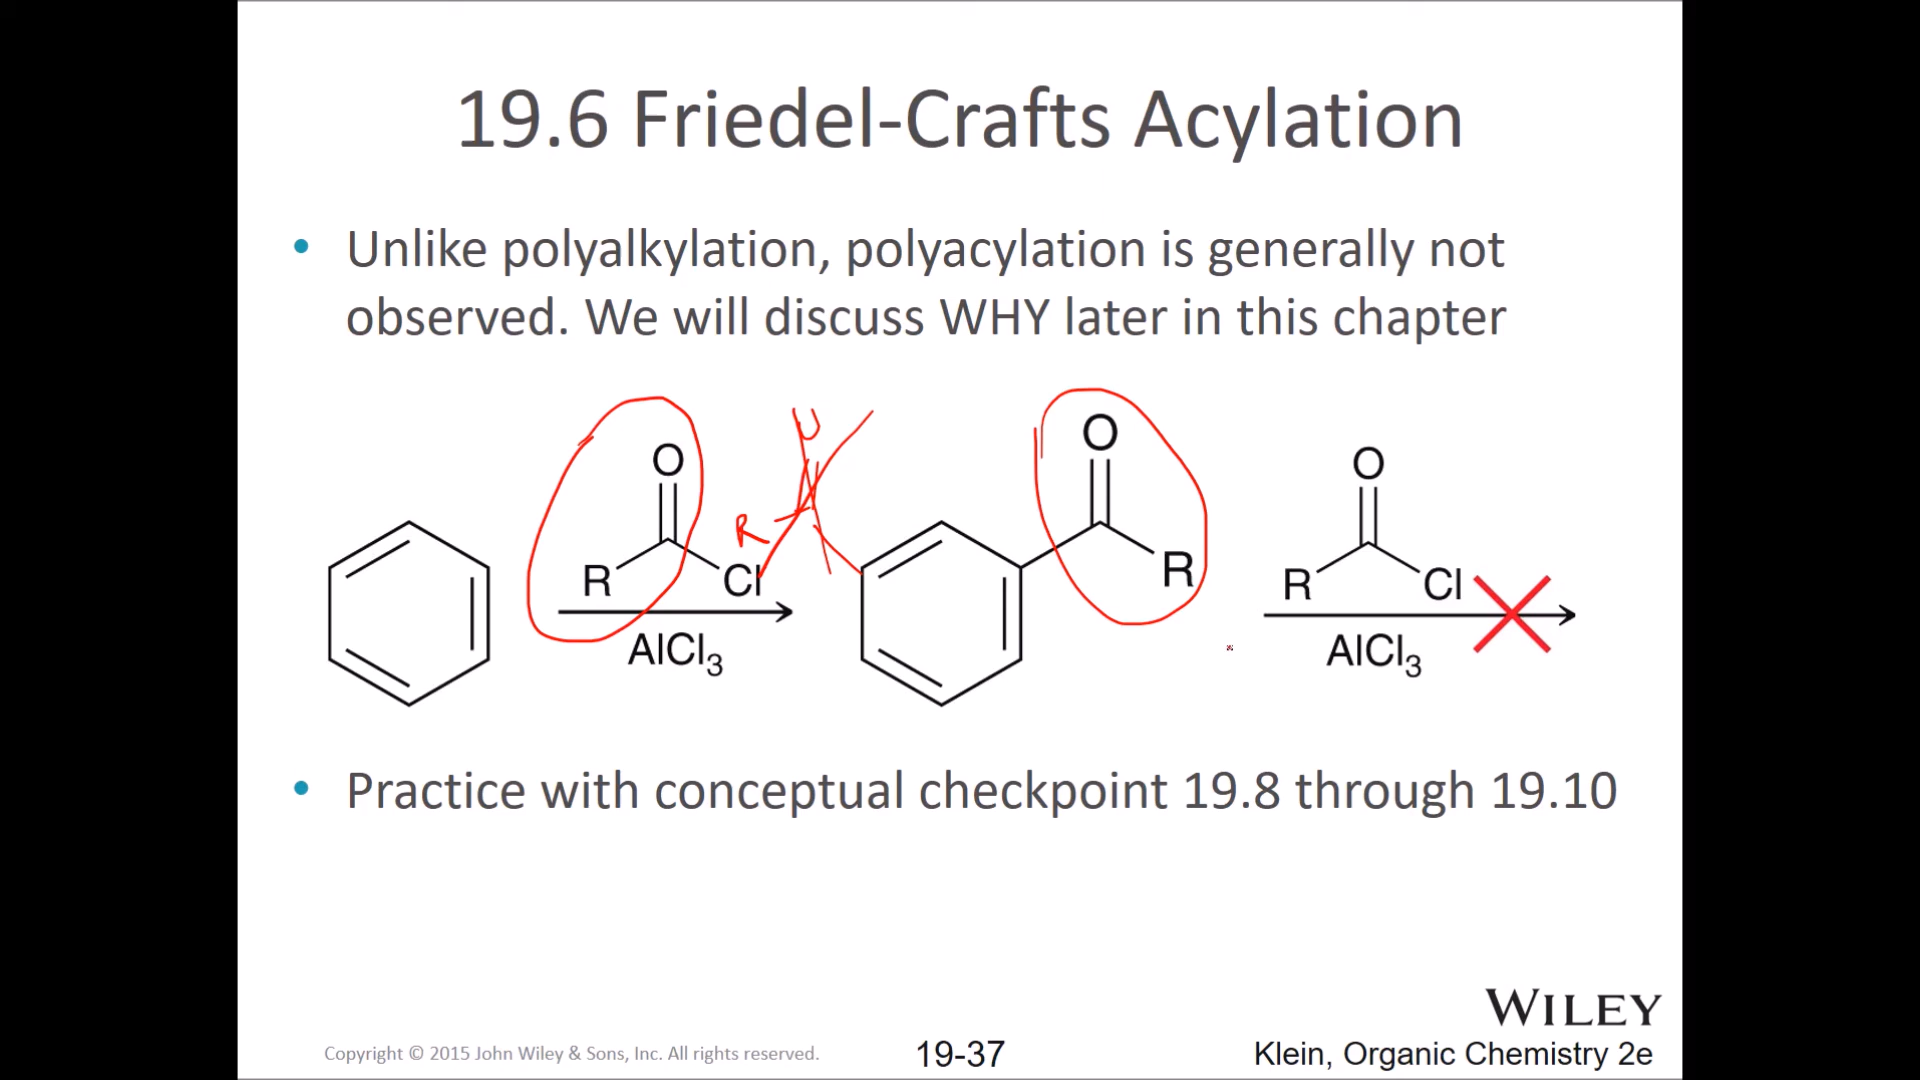 19.6 Friedel-Crafts Acylation
• Unlike polyalkylation, polyacylation is generally not
observed. We will discuss WHY later in this chapter
O
R
Cl
AlCl3
R
O
R
O
R
Cl
AlCl3
• Practice with conceptual checkpoint 19.8 through 19.10
WILEY
Copyright © 2015 John Wiley & Sons, Inc. All rights reserved.
19-37
Klein, Organic Chemistry 2e